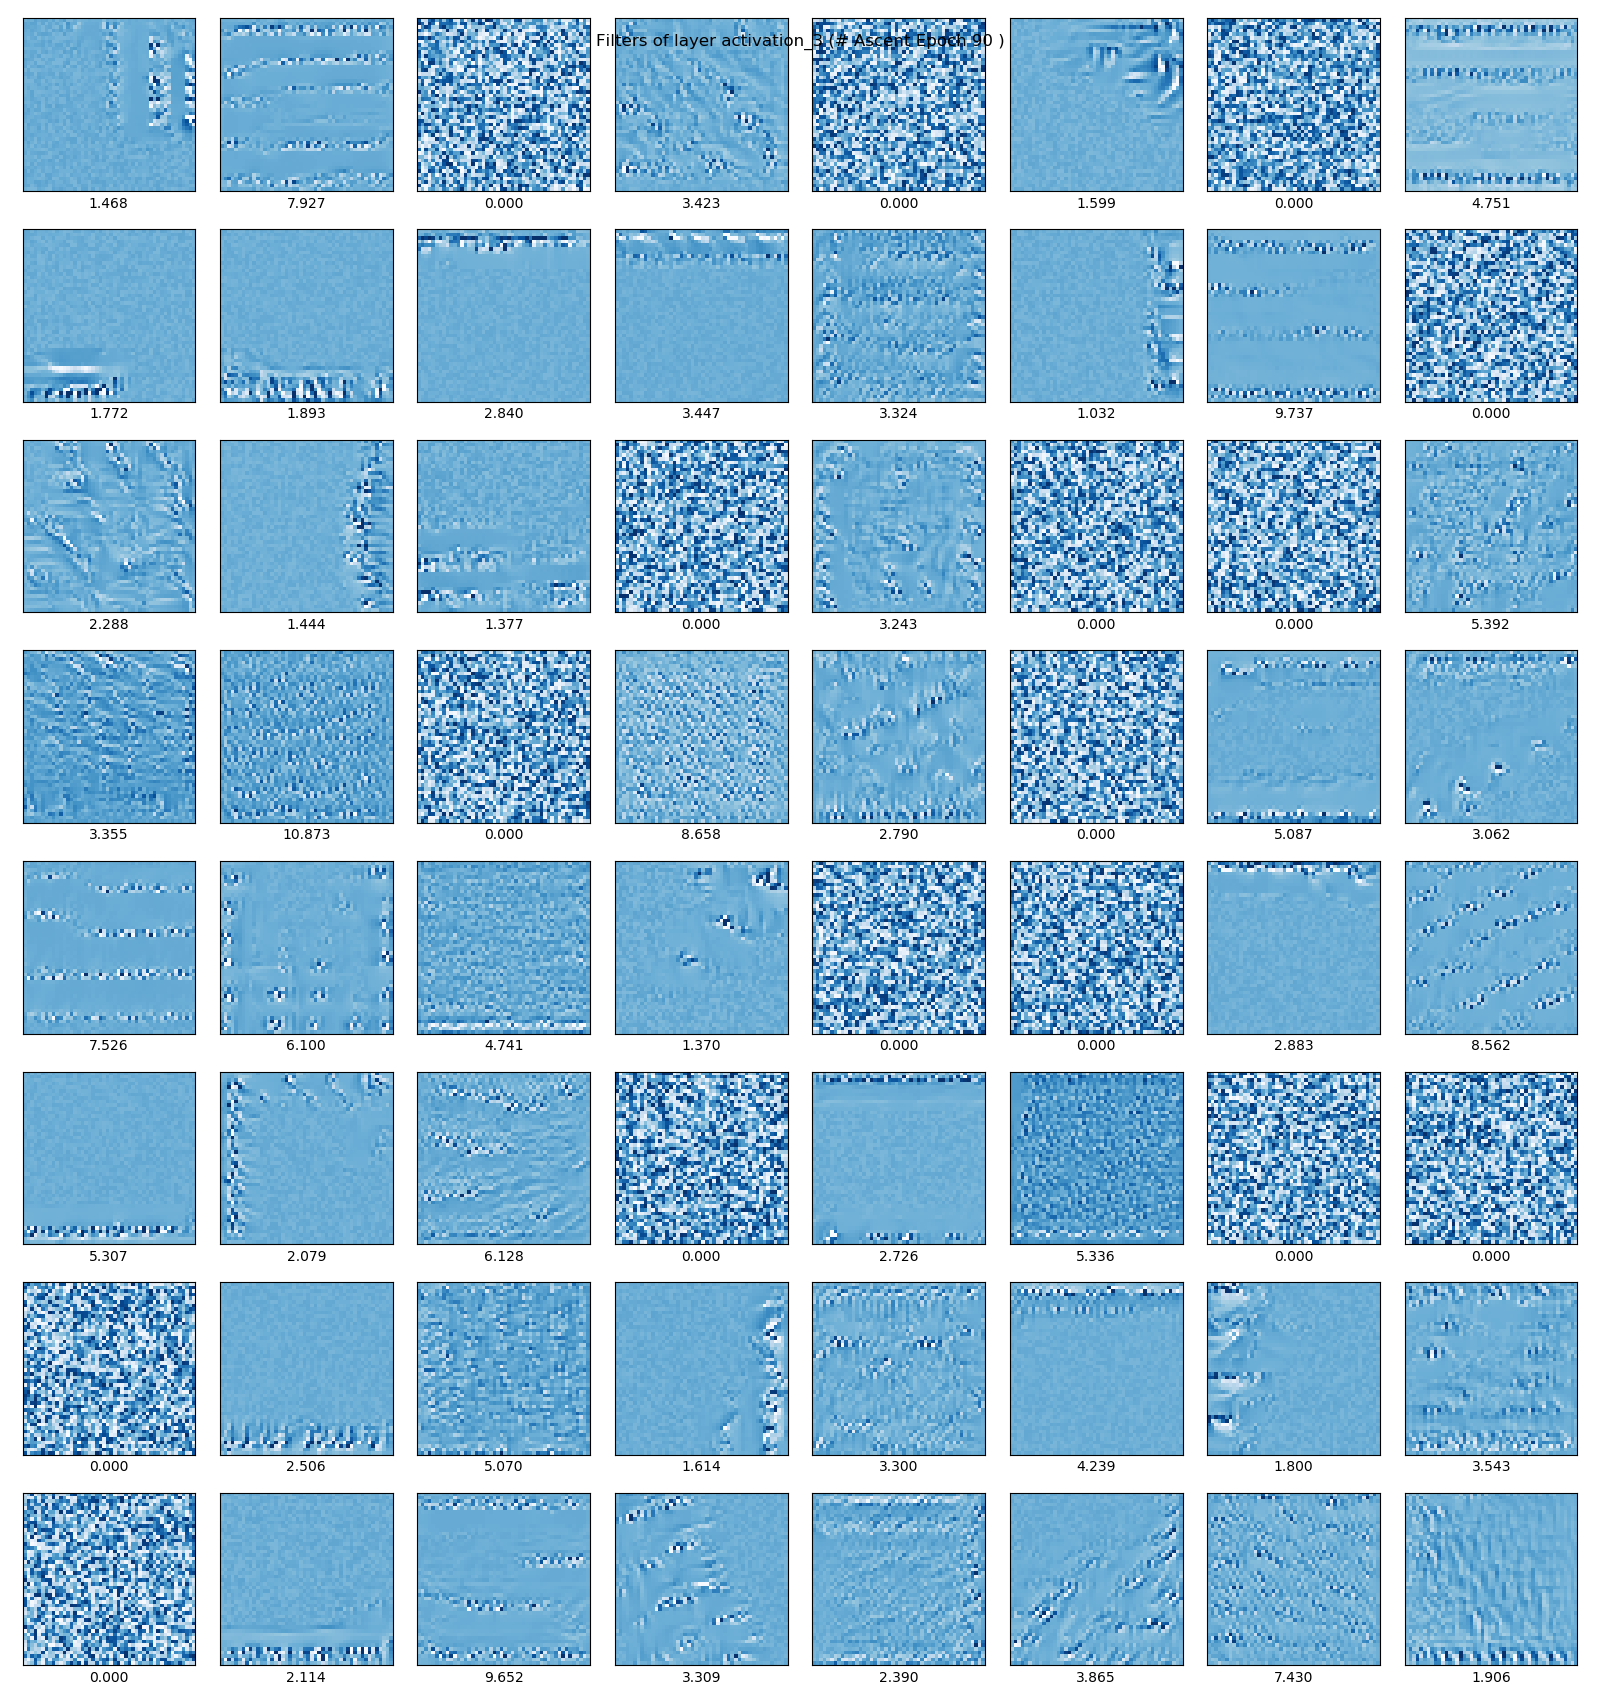 Filters of layer activation_3 (# Ascent Epoch 90 )
1.468 7.927 0.000 3.423 0.000 1.599 0.000 4.751
1.772 1.893 2.840 3.447 3.324 1.032 9.737 0.000
2.288 1.444 1.377 0.000 3.243 0.000 0.000 5.392
3.355 10.873 0.000 8.658 2.790 0.000 5.087 3.062
7.526 6.100 4.741 1.370 0.000 0.000 2.883 8.562
5.307 2.079 6.128 0.000 2.726 5.336 0.000 0.000
0.000 2.506 5.070 1.614 3.300 4.239 1.800 3.543
0.000 2.114 9.652 3.309 2.390 3.865 7.430 1.906